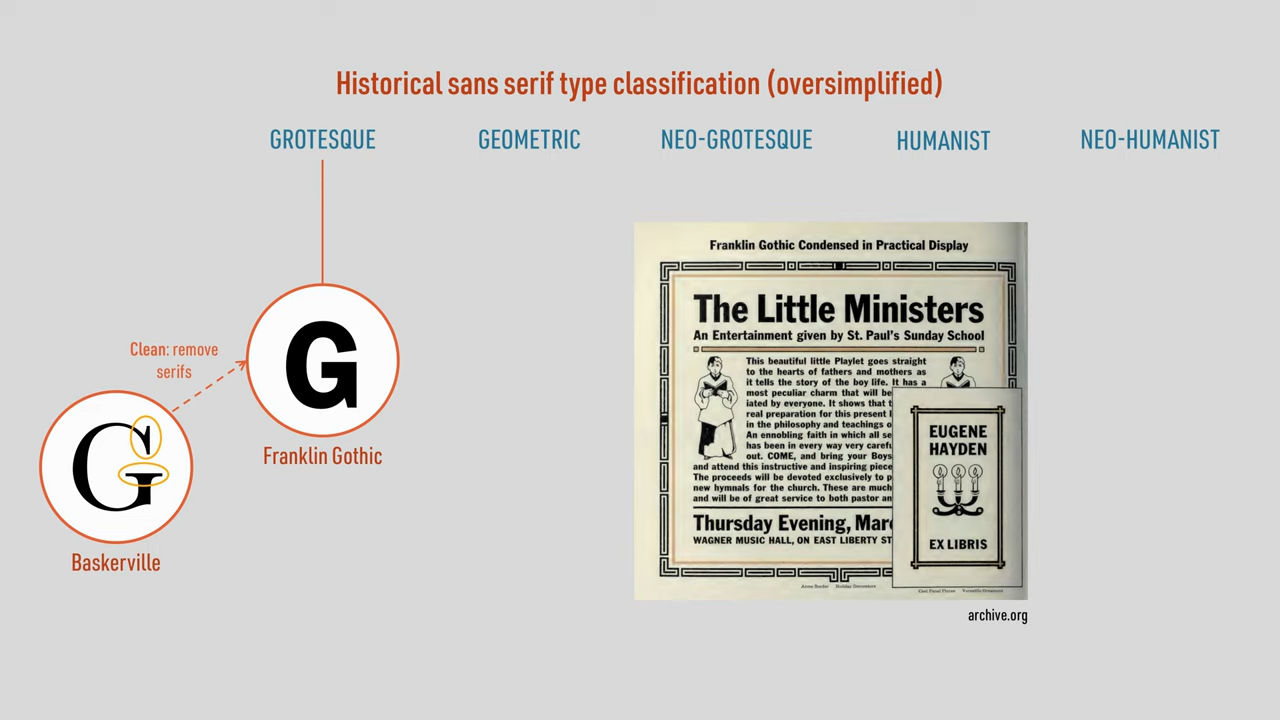 Historical sans serif type classification (oversimplified)
GROTESQUE
GEOMETRIC
NEO-GROTESQUE
HUMANIST
NEO-HUMANIST
G
Franklin Gothic
Clean: remove
serifs
G
Baskerville
Franklin Gothic Condensed in Practical Display
The Little Ministers
An Entertainment given by St. Paul's Sunday School
This beautiful little Playlet goes straight
to the hearts of fathers and mothers as
it tells the story of the boy life. It has a
most peculiar charm that will be
iated by everyone. It shows that t
real preparation for this present l
in the philosophy and teachings o
An ennobling faith in which all se
has been in every way very carefu
out. COME, and bring your Boys
and attend this instructive and inspiring piece
The proceeds will be devoted exclusively to p
new hymnals for the church. These are much
and will be of great service to both pastor an
Thursday Evening, Marc
WAGNER MUSIC HALL, ON EAST LIBERTY ST
EUGENE
HAYDEN
EX LIBRIS
archive.org